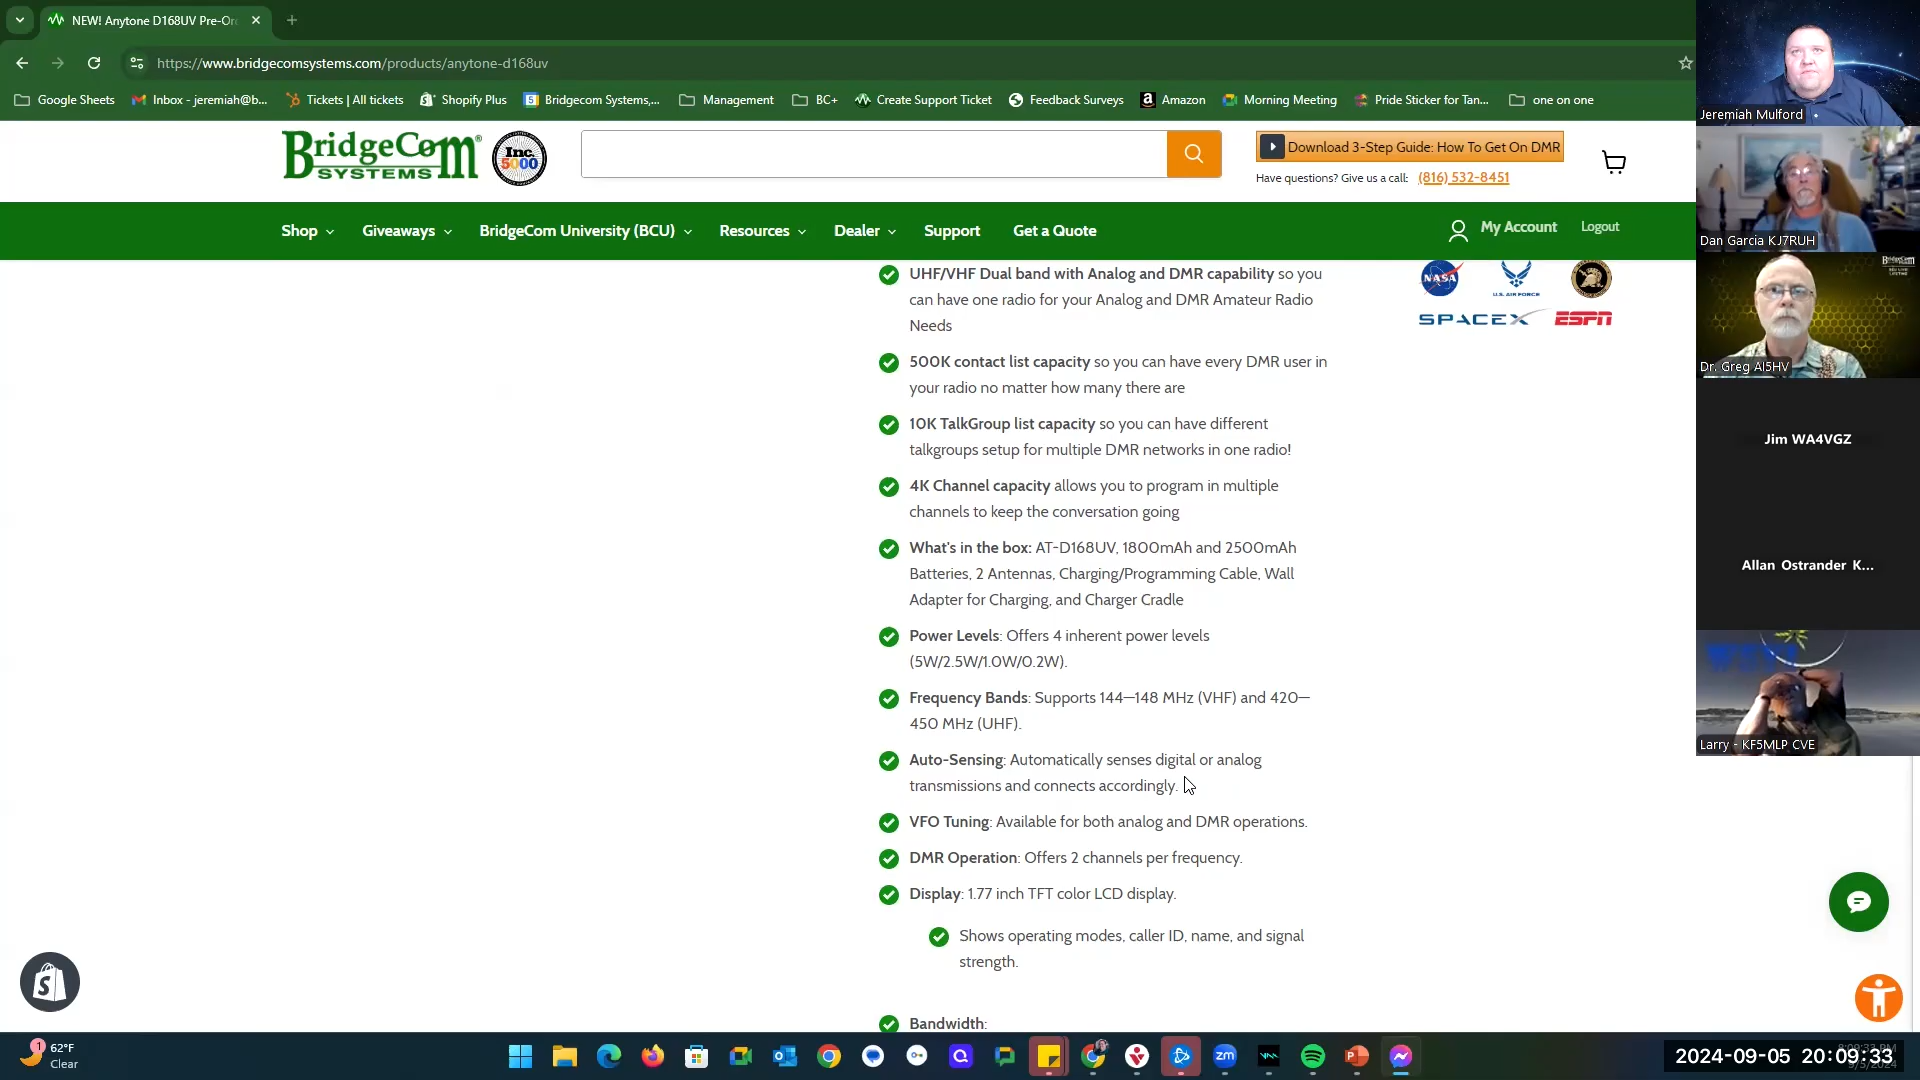 NEW! Anytone D168UV Pre-Or
https://www.bridgecomsystems.com/products/anytone-d168uv
Google Sheets
Inbox - jeremiah@b...
Tickets | All tickets
Shopify Plus
Bridgecom Systems,...
Management
BC+
Create Support Ticket
Feedback Surveys
Amazon
Morning Meeting
Pride Sticker for Tan...
one on one
BridgeCom
SYSTEMS
Inc.
5000
Download 3-Step Guide: How To Get On DMR
Have questions? Give us a call: (816) 532-8451
Shop
Giveaways
BridgeCom University (BCU)
Resources
Dealer
Support
Get a Quote
My Account
Logout
UHF/VHF Dual band with Analog and DMR capability so you
can have one radio for your Analog and DMR Amateur Radio
Needs
500K contact list capacity so you can have every DMR user in
your radio no matter how many there are
10K TalkGroup list capacity so you can have different
talkgroups setup for multiple DMR networks in one radio!
4K Channel capacity allows you to program in multiple
channels to keep the conversation going
What's in the box: AT-D168UV, 1800mAh and 2500mAh
Batteries, 2 Antennas, Charging/Programming Cable, Wall
Adapter for Charging, and Charger Cradle
Power Levels: Offers 4 inherent power levels
(5W/2.5W/1.0W/0.2W).
Frequency Bands: Supports 144—148 MHz (VHF) and 420—
450 MHz (UHF).
Auto-Sensing: Automatically senses digital or analog
transmissions and connects accordingly.
VFO Tuning: Available for both analog and DMR operations.
DMR Operation: Offers 2 channels per frequency.
Display: 1.77 inch TFT color LCD display.
Shows operating modes, caller ID, name, and signal
strength.
Bandwidth:
NASA
U.S. AIR FORCE
SPACEX
ESPN
Jeremiah Mulford
Dan Garcia KJ7RUH
BridgeCom
Dr. Greg AI5HV
Jim WA4VGZ
Allan Ostrander K...
Larry - KF5MLP CVE
1
62°F
Clear
zm
2024-09-05 20:09:33